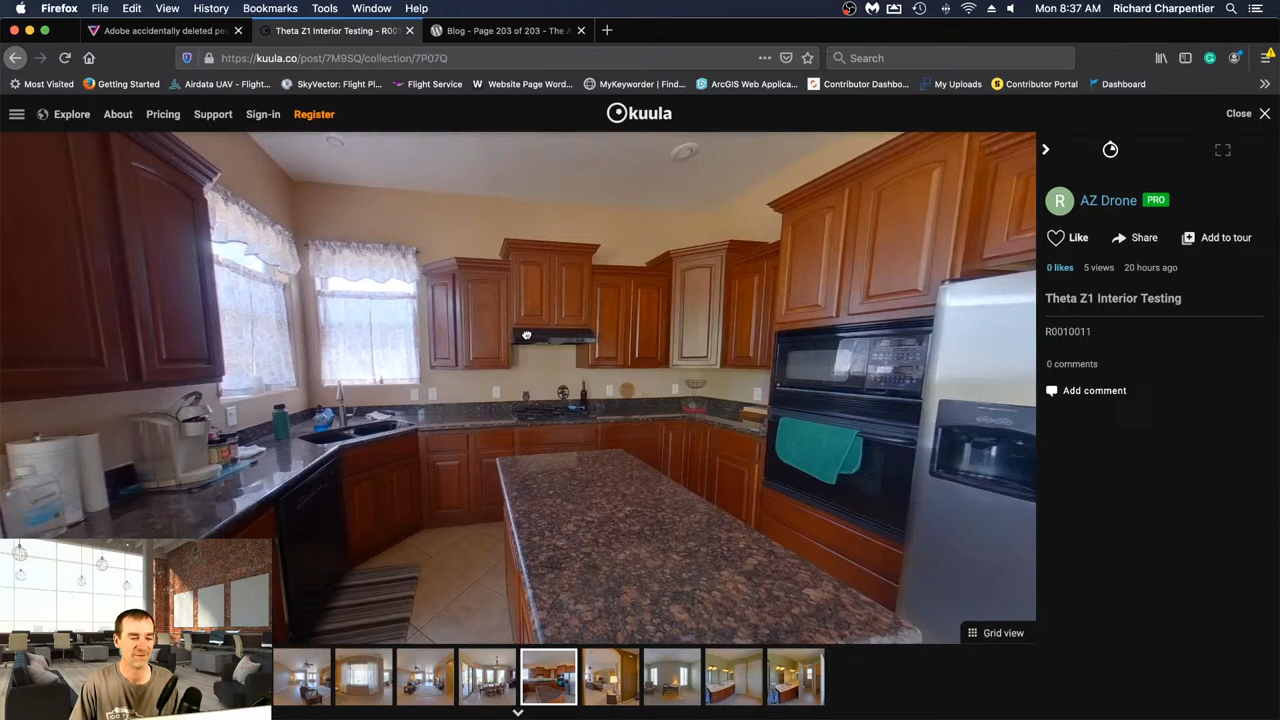 Firefox File Edit View History Bookmarks Tools Window Help Mon 8:37 AM Richard Charpentier
Adobe accidentally deleted pe Theta Z1 Interior Testing - R001 Blog - Page 203 of 203 - The A
https://kuula.co/post/7M9SQ/collection/7P07Q Search
Most Visited Getting Started Airdata UAV - Flight... SkyVector: Flight Pl... Flight Service Website Page Word... MyKeyworder | Find... ArcGIS Web Applica... Contributor Dashbo... My Uploads Contributor Portal Dashboard
Explore About Pricing Support Sign-in Register kuula Close
R AZ Drone PRO
Like Share Add to tour
0 likes 5 views 20 hours ago
Theta Z1 Interior Testing
R0010011
0 comments
Add comment
Grid view